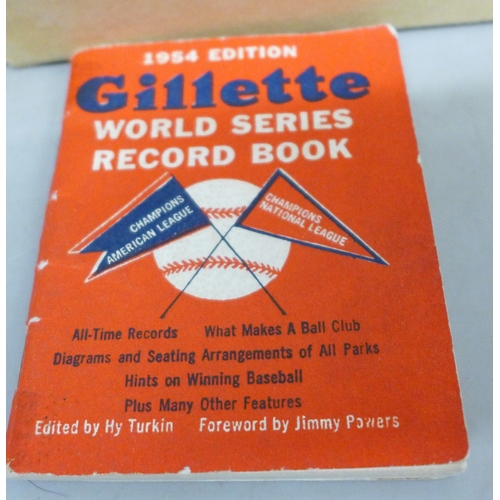 1954 EDITION
Gillette
WORLD SERIES
RECORD BOOK
CHAMPIONS
AMERICAN LEAGUE
CHAMPIONS
NATIONAL LEAGUE
All-Time Records What Makes A Ball Club
Diagrams and Seating Arrangements of All Parks
Hints on Winning Baseball
Plus Many Other Features
Edited by Hy Turkin Foreword by Jimmy Powers